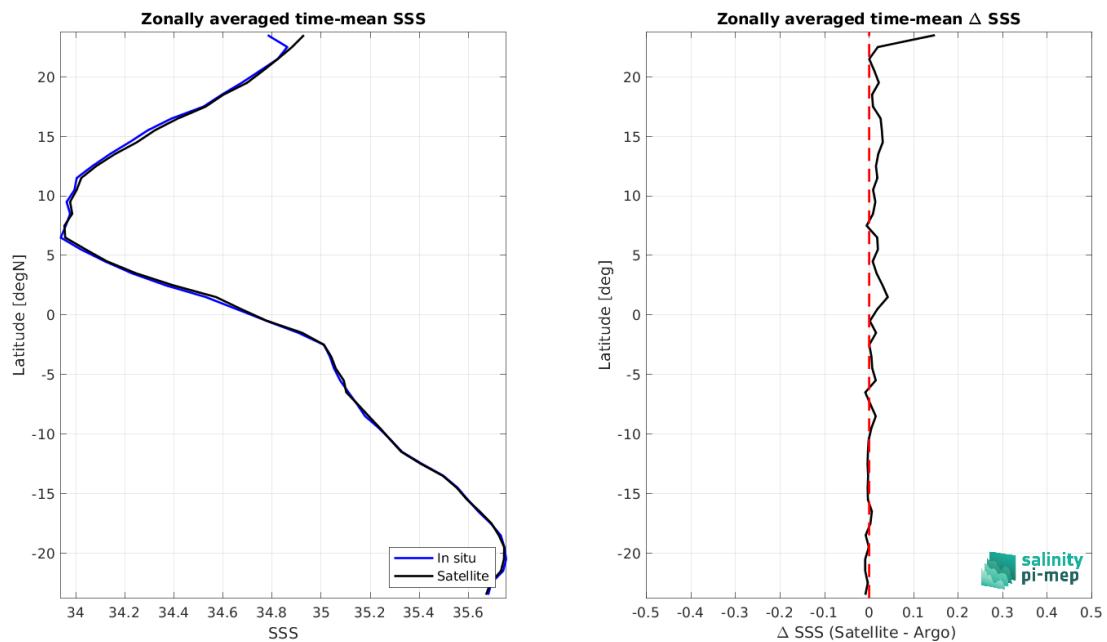 Zonally averaged time-mean SSS
20
15
10
5
0
-5
-10
-15
-20
Latitude [degN]
34 34.2 34.4 34.6 34.8 35 35.2 35.4 35.6
SSS
In situ
Satellite
Zonally averaged time-mean Δ SSS
20
15
10
5
0
-5
-10
-15
-20
Latitude [deg]
-0.5 -0.4 -0.3 -0.2 -0.1 0 0.1 0.2 0.3 0.4 0.5
Δ SSS (Satellite - Argo)
salinity
pi-mep